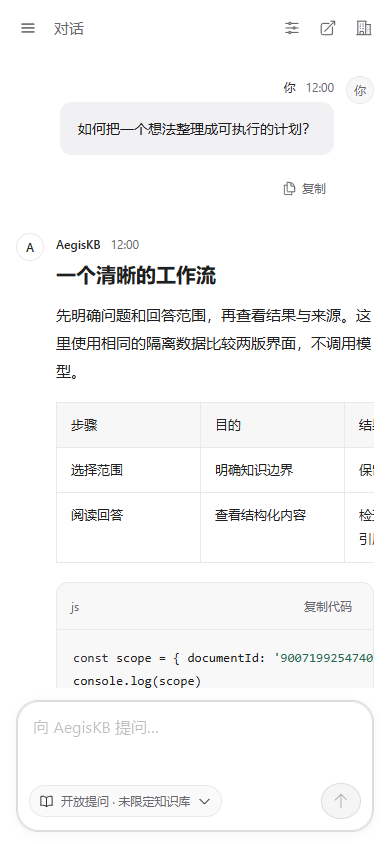 对话
你 12:00 你
如何把一个想法整理成可执行的计划？
复制
A AegisKB 12:00
一个清晰的工作流
先明确问题和回答范围，再查看结果与来源。这
里使用相同的隔离数据比较两版界面，不调用模
型。
步骤 目的
选择范围 明确知识边界
阅读回答 查看结构化内容
引
js 复制代码
const scope = { documentId: '9007199254740
console.log(scope)
向 AegisKB 提问...
开放提问 · 未限定知识库